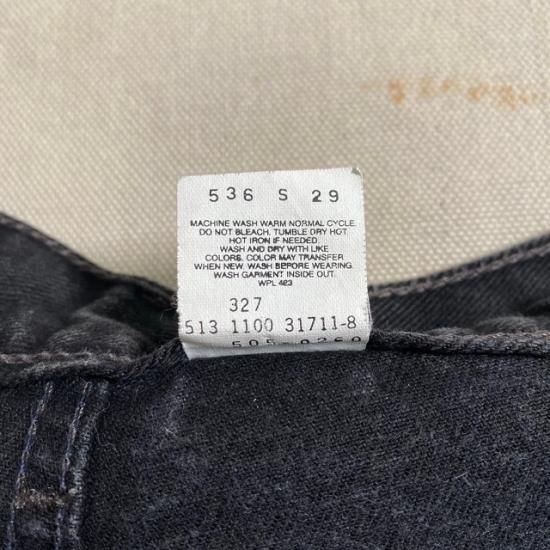 536 S 29
MACHINE WASH WARM NORMAL CYCLE.
DO NOT BLEACH. TUMBLE DRY HOT.
HOT IRON IF NEEDED.
WASH AND DRY WITH LIKE
COLORS. COLOR MAY TRANSFER
WHEN NEW. WASH BEFORE WEARING.
WASH GARMENT INSIDE OUT.
WPL 423
327
513 1100 31711-8
505-0260